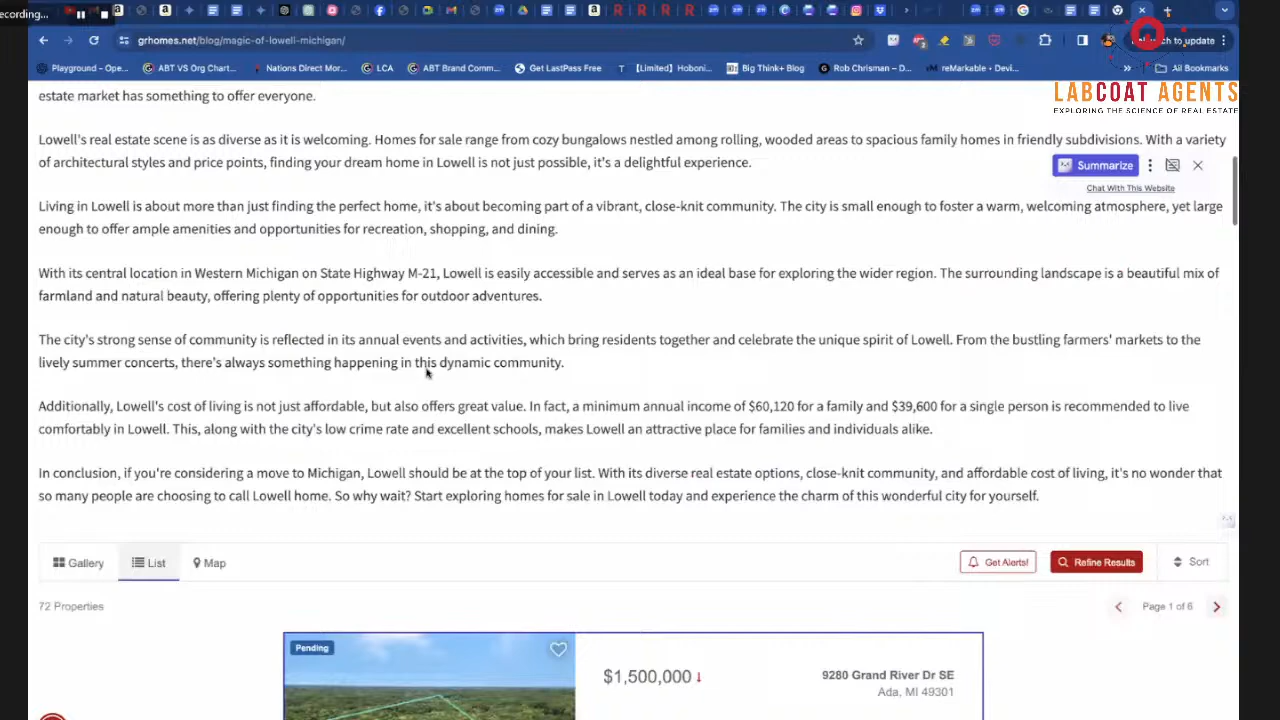 ecording...
grhomes.net/blog/magic-of-lowell-michigan/
to update
Playground – Ope...
ABT VS Org Chart...
Nations Direct Mor...
LCA
ABT Brand Comm...
Get LastPass Free
[Limited] Hoboni...
Big Think+ Blog
Rob Chrisman – D...
reMarkable • Devi...
»
All Bookmarks
LABCOAT AGENTS
EXPLORING THE SCIENCE OF REAL ESTATE
estate market has something to offer everyone.
Lowell's real estate scene is as diverse as it is welcoming. Homes for sale range from cozy bungalows nestled among rolling, wooded areas to spacious family homes in friendly subdivisions. With a variety
of architectural styles and price points, finding your dream home in Lowell is not just possible, it's a delightful experience.
Summarize
Chat With This Website
Living in Lowell is about more than just finding the perfect home, it's about becoming part of a vibrant, close-knit community. The city is small enough to foster a warm, welcoming atmosphere, yet large
enough to offer ample amenities and opportunities for recreation, shopping, and dining.
With its central location in Western Michigan on State Highway M-21, Lowell is easily accessible and serves as an ideal base for exploring the wider region. The surrounding landscape is a beautiful mix of
farmland and natural beauty, offering plenty of opportunities for outdoor adventures.
The city's strong sense of community is reflected in its annual events and activities, which bring residents together and celebrate the unique spirit of Lowell. From the bustling farmers' markets to the
lively summer concerts, there's always something happening in this dynamic community.
Additionally, Lowell's cost of living is not just affordable, but also offers great value. In fact, a minimum annual income of $60,120 for a family and $39,600 for a single person is recommended to live
comfortably in Lowell. This, along with the city's low crime rate and excellent schools, makes Lowell an attractive place for families and individuals alike.
In conclusion, if you're considering a move to Michigan, Lowell should be at the top of your list. With its diverse real estate options, close-knit community, and affordable cost of living, it's no wonder that
so many people are choosing to call Lowell home. So why wait? Start exploring homes for sale in Lowell today and experience the charm of this wonderful city for yourself.
Gallery
List
Map
Get Alerts!
Refine Results
Sort
72 Properties
Page 1 of 6
Pending
$1,500,000
9280 Grand River Dr SE
Ada, MI 49301